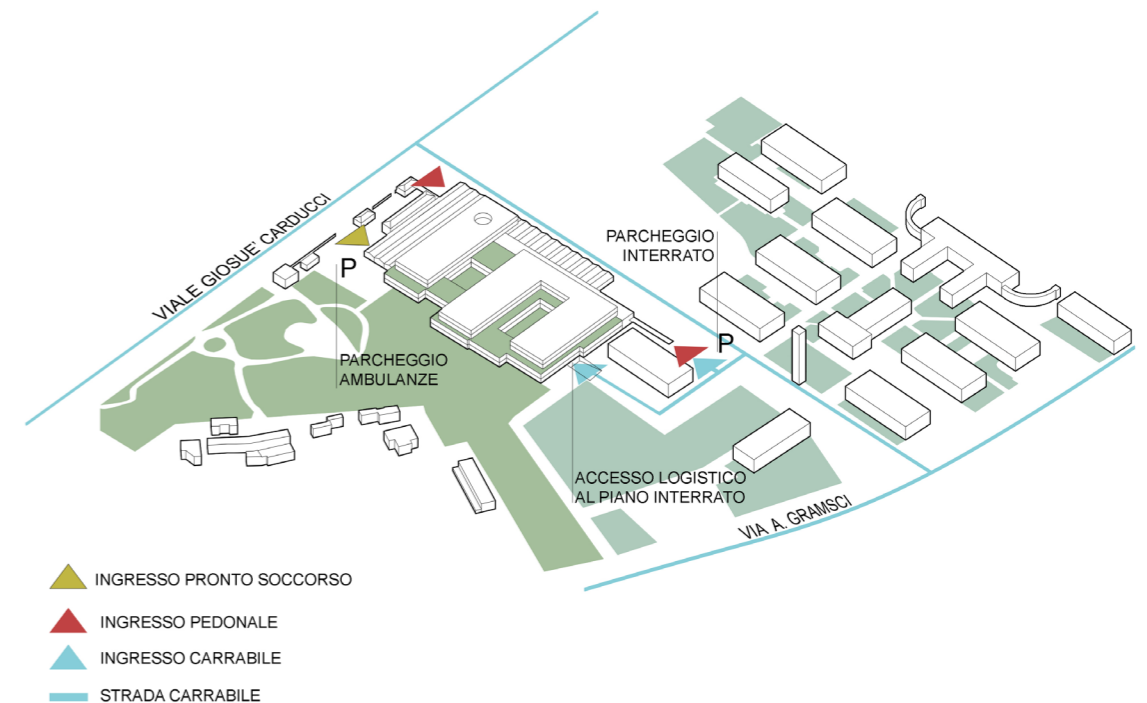 VIALE GIOSUE' CARDUCCI
PARCHEGGIO
INTERRATO
P
P
PARCHEGGIO
AMBULANZE
ACCESSO LOGISTICO
AL PIANO INTERRATO
VIA A. GRAMSCI
INGRESSO PRONTO SOCCORSO
INGRESSO PEDONALE
INGRESSO CARRABILE
STRADA CARRABILE